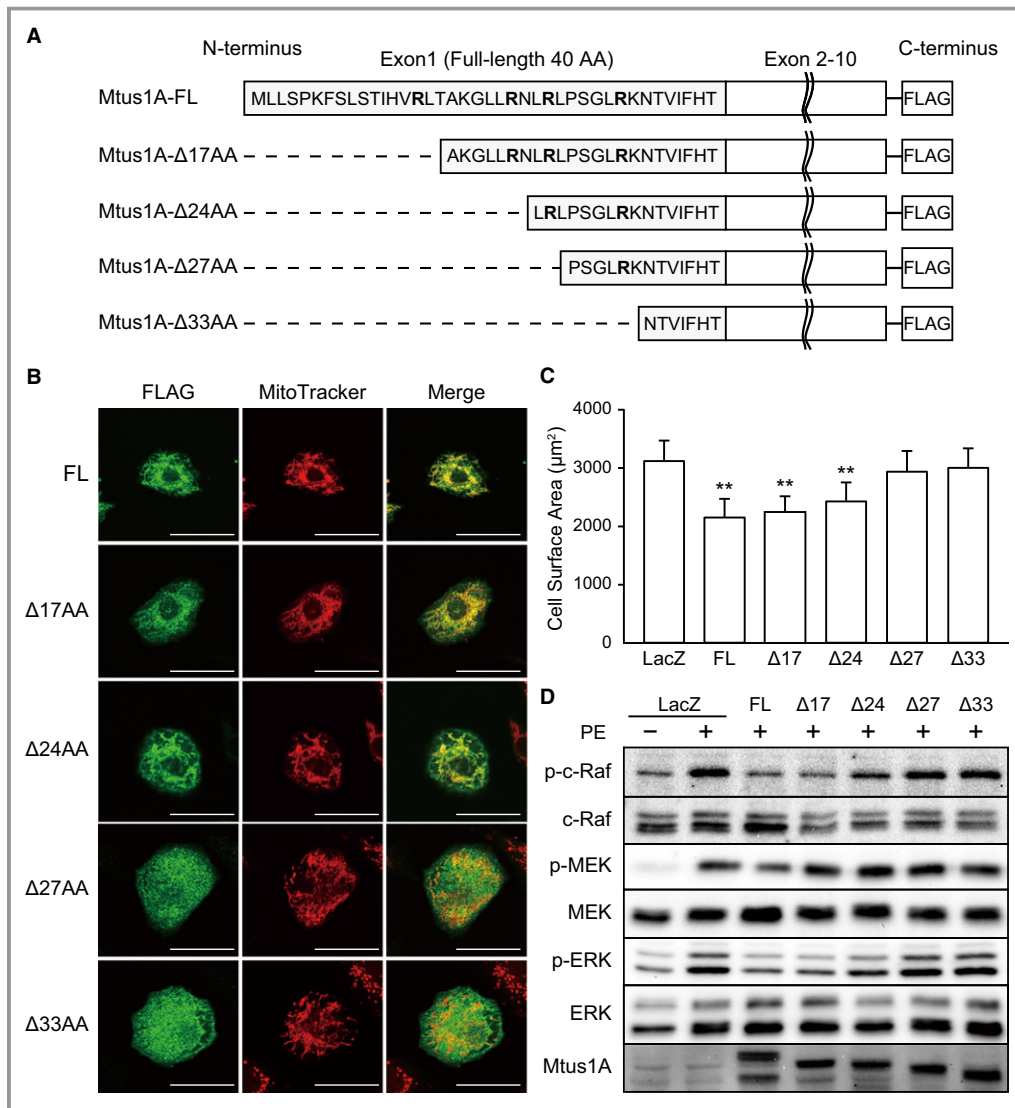 A
N-terminus
Exon1 (Full-length 40 AA)
Exon 2-10
C-terminus
Mtus1A-FL
MLLSPKFSLSTIHVRLTAKGLLRNLRLPSGLRKNTVIFHT
FLAG
Mtus1A-Δ17AA
AKGLLRNLRLPSGLRKNTVIFHT
FLAG
Mtus1A-Δ24AA
LRLPSGLRKNTVIFHT
FLAG
Mtus1A-Δ27AA
PSGLRKNTVIFHT
FLAG
Mtus1A-Δ33AA
NTVIFHT
FLAG
B
FLAG MitoTracker Merge
FL
Δ17AA
Δ24AA
Δ27AA
Δ33AA
C
Cell Surface Area (μm²)
4000
3000
2000
1000
0
** ** **
LacZ FL Δ17 Δ24 Δ27 Δ33
D
LacZ FL Δ17 Δ24 Δ27 Δ33
PE − + + + + + +
p-c-Raf
c-Raf
p-MEK
MEK
p-ERK
ERK
Mtus1A